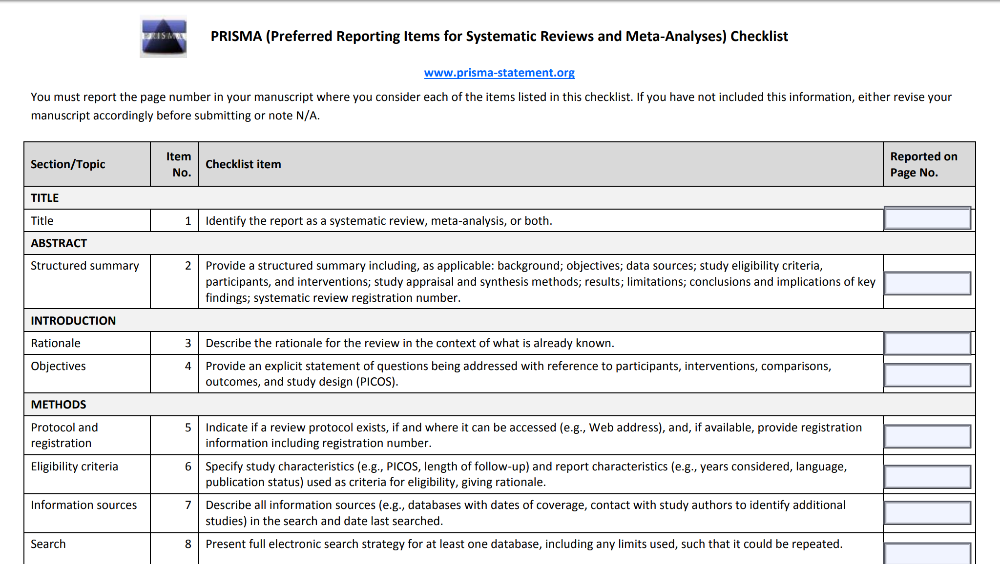 PRISMA
PRISMA (Preferred Reporting Items for Systematic Reviews and Meta-Analyses) Checklist
www.prisma-statement.org
You must report the page number in your manuscript where you consider each of the items listed in this checklist. If you have not included this information, either revise your
manuscript accordingly before submitting or note N/A.
Section/Topic
Item
No.
Checklist item
Reported on
Page No.
TITLE
Title
1
Identify the report as a systematic review, meta-analysis, or both.
ABSTRACT
Structured summary
2
Provide a structured summary including, as applicable: background; objectives; data sources; study eligibility criteria,
participants, and interventions; study appraisal and synthesis methods; results; limitations; conclusions and implications of key
findings; systematic review registration number.
INTRODUCTION
Rationale
3
Describe the rationale for the review in the context of what is already known.
Objectives
4
Provide an explicit statement of questions being addressed with reference to participants, interventions, comparisons,
outcomes, and study design (PICOS).
METHODS
Protocol and
registration
5
Indicate if a review protocol exists, if and where it can be accessed (e.g., Web address), and, if available, provide registration
information including registration number.
Eligibility criteria
6
Specify study characteristics (e.g., PICOS, length of follow-up) and report characteristics (e.g., years considered, language,
publication status) used as criteria for eligibility, giving rationale.
Information sources
7
Describe all information sources (e.g., databases with dates of coverage, contact with study authors to identify additional
studies) in the search and date last searched.
Search
8
Present full electronic search strategy for at least one database, including any limits used, such that it could be repeated.